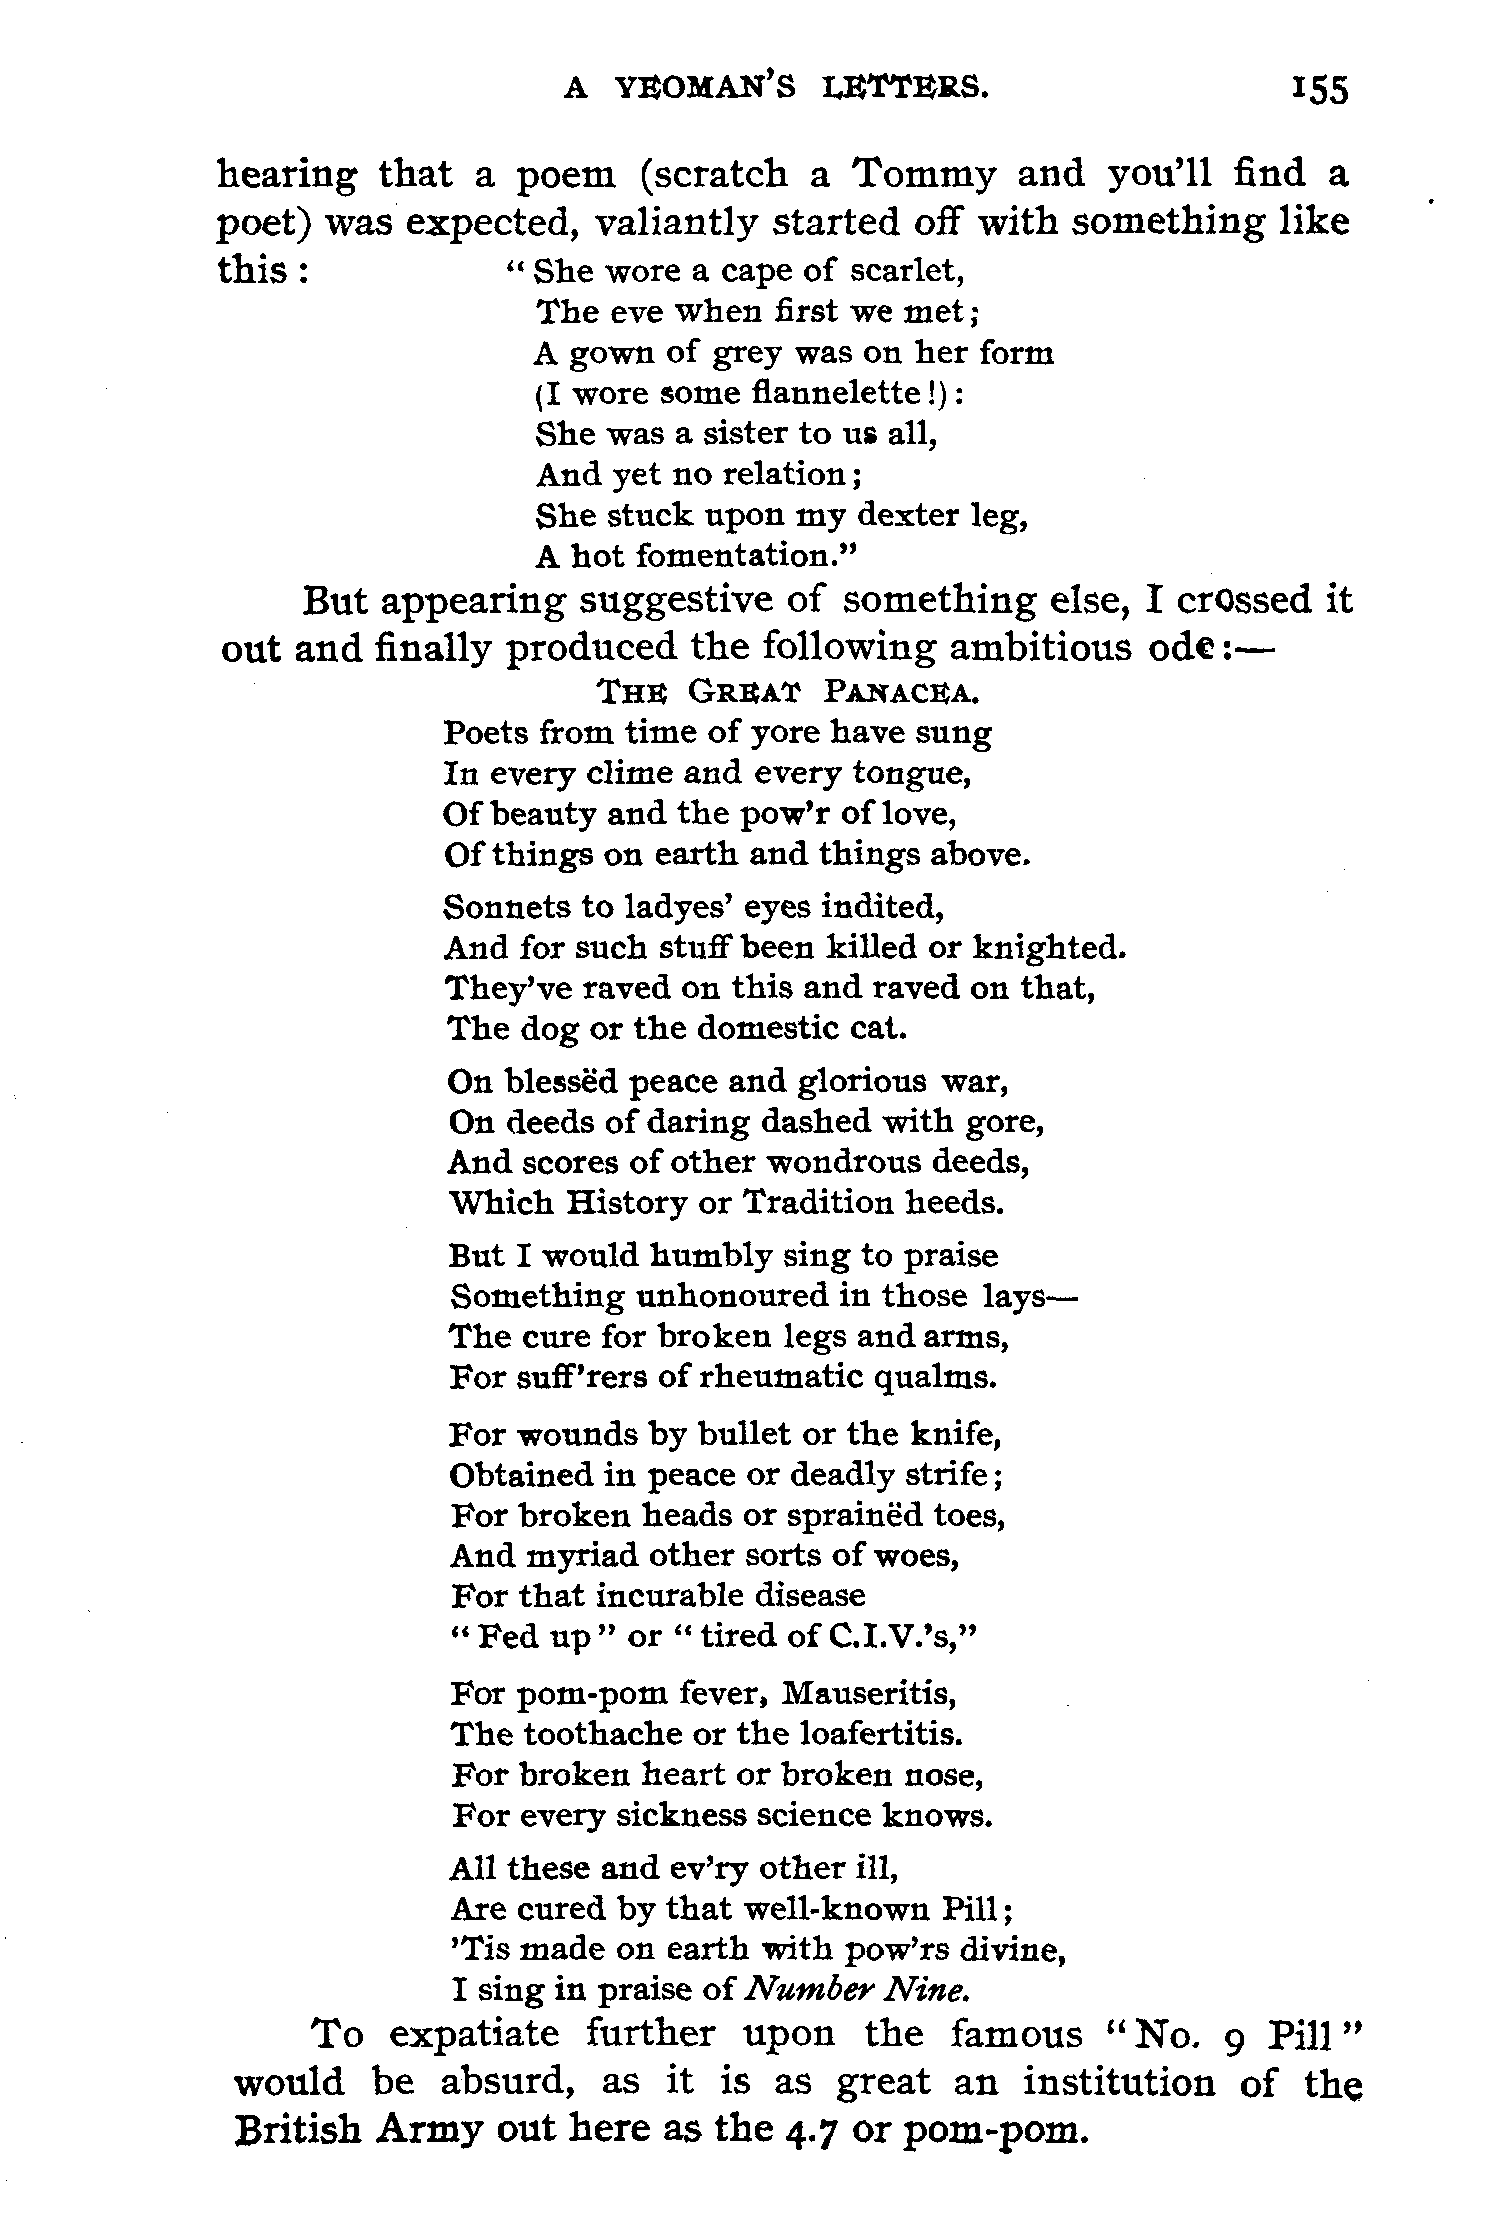 A YEOMAN'S LETTERS. 155
hearing that a poem (scratch a Tommy and you'll find a
poet) was expected, valiantly started off with something like
this : “ She wore a cape of scarlet,
The eve when first we met;
A gown of grey was on her form
(I wore some flannelette !) :
She was a sister to us all,
And yet no relation;
She stuck upon my dexter leg,
A hot fomentation.”
But appearing suggestive of something else, I crossed it
out and finally produced the following ambitious ode:—
THE GREAT PANACEA.
Poets from time of yore have sung
In every clime and every tongue,
Of beauty and the pow'r of love,
Of things on earth and things above.
Sonnets to ladyes' eyes indited,
And for such stuff been killed or knighted.
They've raved on this and raved on that,
The dog or the domestic cat.
On blessëd peace and glorious war,
On deeds of daring dashed with gore,
And scores of other wondrous deeds,
Which History or Tradition heeds.
But I would humbly sing to praise
Something unhonoured in those lays—
The cure for broken legs and arms,
For suff'rers of rheumatic qualms.
For wounds by bullet or the knife,
Obtained in peace or deadly strife;
For broken heads or sprainëd toes,
And myriad other sorts of woes,
For that incurable disease
“ Fed up ” or “ tired of C.I.V.'s,”
For pom-pom fever, Mauseritis,
The toothache or the loafertitis.
For broken heart or broken nose,
For every sickness science knows.
All these and ev'ry other ill,
Are cured by that well-known Pill;
'Tis made on earth with pow'rs divine,
I sing in praise of Number Nine.
To expatiate further upon the famous “ No. 9 Pill ”
would be absurd, as it is as great an institution of the
British Army out here as the 4.7 or pom-pom.